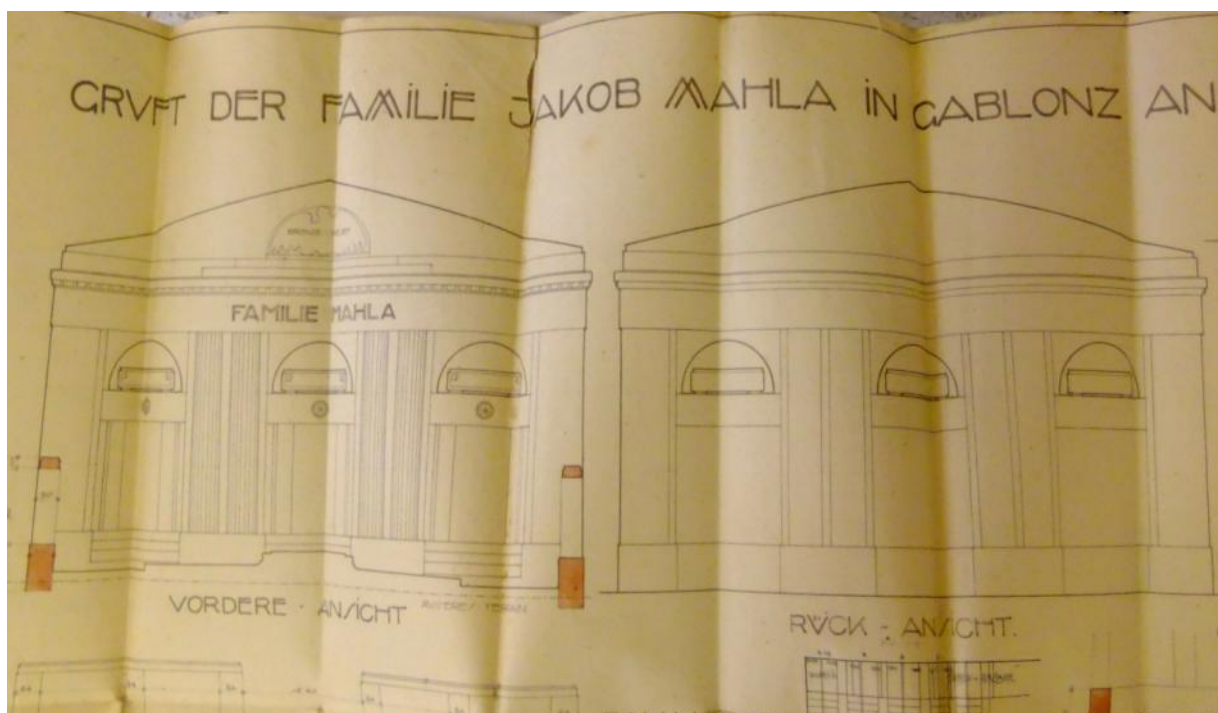 GRVFT DER FAMILIE JAKOB MAHLA IN GABLONZ AN
FAMILIE MAHLA
VORDERE - ANSICHT
RÜCK - ANSICHT.